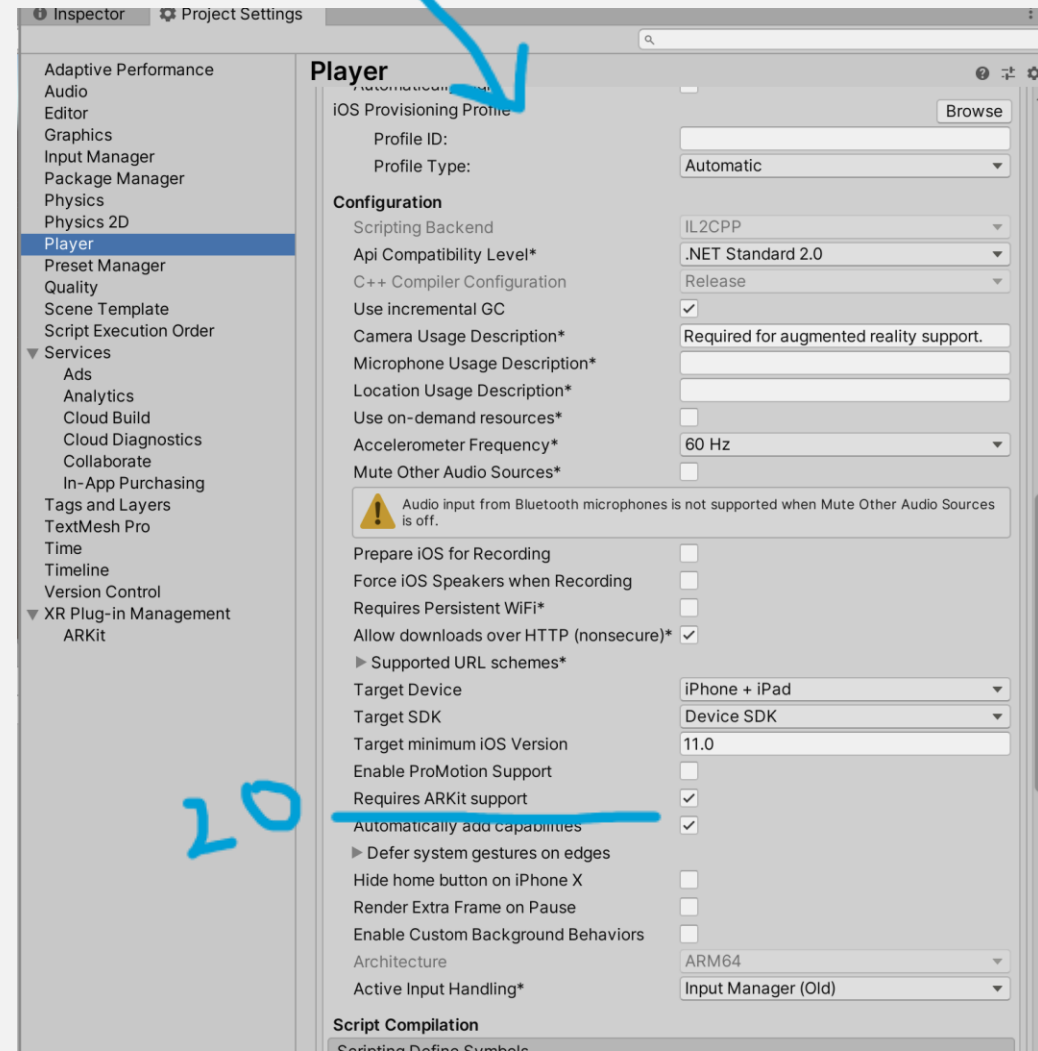 Inspector Project Settings
Adaptive Performance
Audio
Editor
Graphics
Input Manager
Package Manager
Physics
Physics 2D
Player
Preset Manager
Quality
Scene Template
Script Execution Order
Services
Ads
Analytics
Cloud Build
Cloud Diagnostics
Collaborate
In-App Purchasing
Tags and Layers
TextMesh Pro
Time
Timeline
Version Control
XR Plug-in Management
ARKit
Player
iOS Provisioning Profile Browse
Profile ID:
Profile Type: Automatic
Configuration
Scripting Backend IL2CPP
Api Compatibility Level* .NET Standard 2.0
C++ Compiler Configuration Release
Use incremental GC
Camera Usage Description* Required for augmented reality support.
Microphone Usage Description*
Location Usage Description*
Use on-demand resources*
Accelerometer Frequency* 60 Hz
Mute Other Audio Sources*
Audio input from Bluetooth microphones is not supported when Mute Other Audio Sources
is off.
Prepare iOS for Recording
Force iOS Speakers when Recording
Requires Persistent WiFi*
Allow downloads over HTTP (nonsecure)*
Supported URL schemes*
Target Device iPhone + iPad
Target SDK Device SDK
Target minimum iOS Version 11.0
Enable ProMotion Support
20 Requires ARKit support
Automatically add capabilities
Defer system gestures on edges
Hide home button on iPhone X
Render Extra Frame on Pause
Enable Custom Background Behaviors
Architecture ARM64
Active Input Handling* Input Manager (Old)
Script Compilation
Scripting Define Symbols